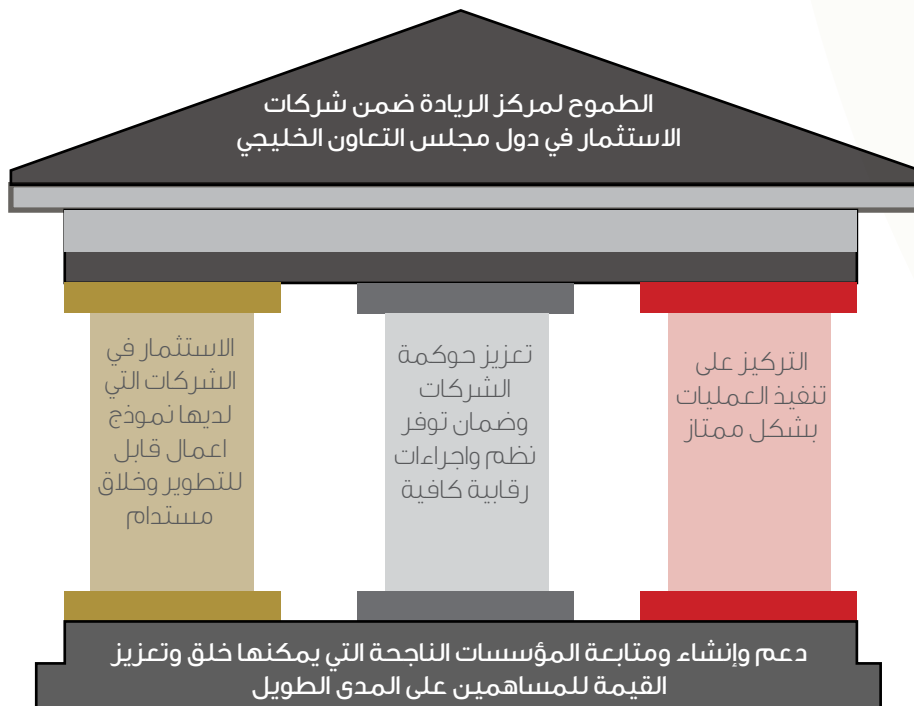 الطموح لمركز الريادة ضمن شركات
الاستثمار في دول مجلس التعاون الخليجي
التركيز على
تنفيذ العمليات
بشكل ممتاز
تعزيز حوكمة
الشركات
وضمان توفر
نظم واجراءات
رقابية كافية
الاستثمار في
الشركات التي
لديها نموذج
اعمال قابل
للتطوير وخلاق
مستدام
دعم وإنشاء ومتابعة المؤسسات الناجحة التي يمكنها خلق وتعزيز
القيمة للمساهمين على المدى الطويل